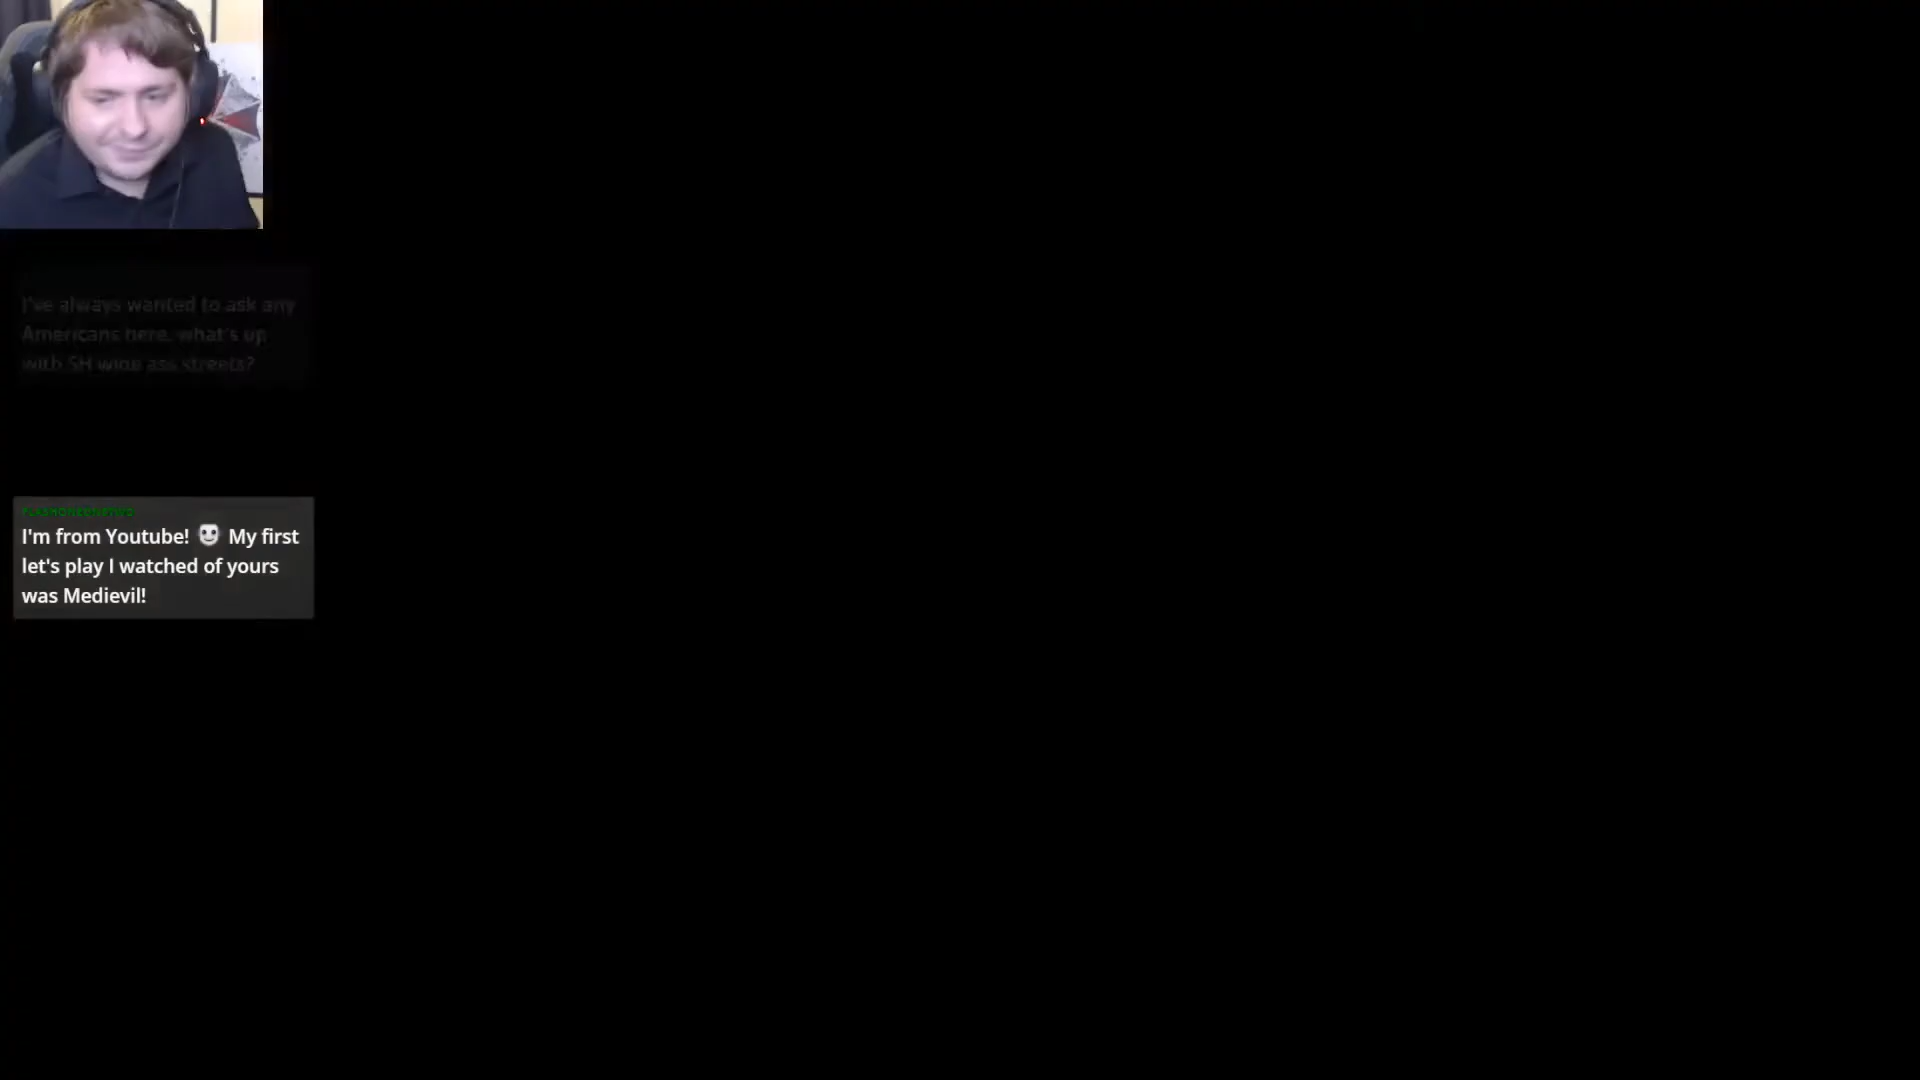 I've always wanted to ask any
Americans here, what's up
with SH wide ass streets?
I'm from Youtube! My first
let's play I watched of yours
was Medievil!